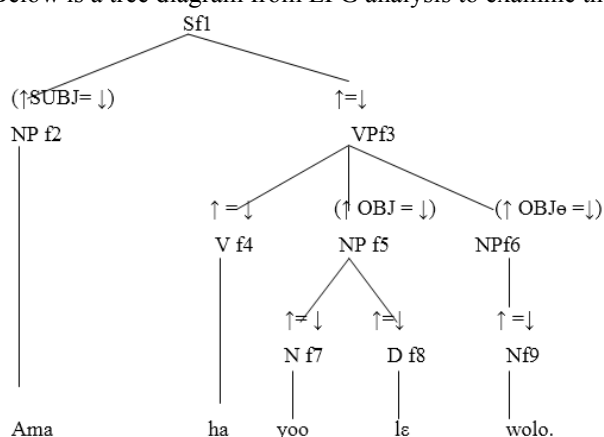 Below is a tree diagram from LFG analysis to examine th
Sf1
(↑SUBJ= ↓) ↑=↓
NP f2 VPf3
↑ =↓ (↑ OBJ = ↓) (↑ OBJɵ =↓)
V f4 NP f5 NPf6
↑= ↓ ↑=↓ ↑ =↓
N f7 D f8 Nf9
Ama ha yoo lɛ wolo.